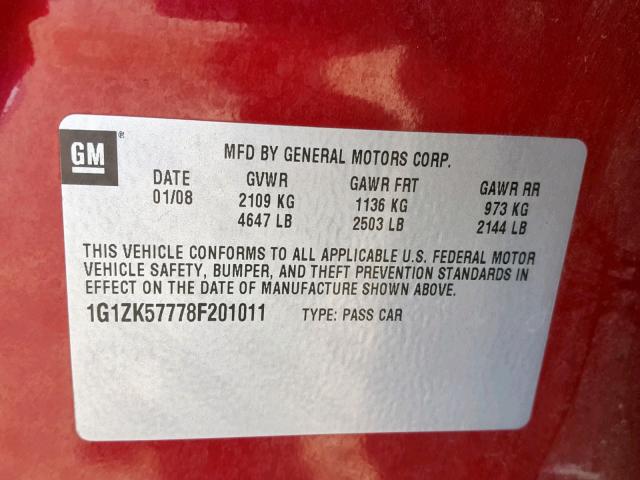 GM®
MFD BY GENERAL MOTORS CORP.
DATE GVWR GAWR FRT GAWR RR
01/08 2109 KG 1136 KG 973 KG
4647 LB 2503 LB 2144 LB
THIS VEHICLE CONFORMS TO ALL APPLICABLE U.S. FEDERAL MOTOR
VEHICLE SAFETY, BUMPER, AND THEFT PREVENTION STANDARDS IN
EFFECT ON THE DATE OF MANUFACTURE SHOWN ABOVE.
1G1ZK57778F201011 TYPE: PASS CAR